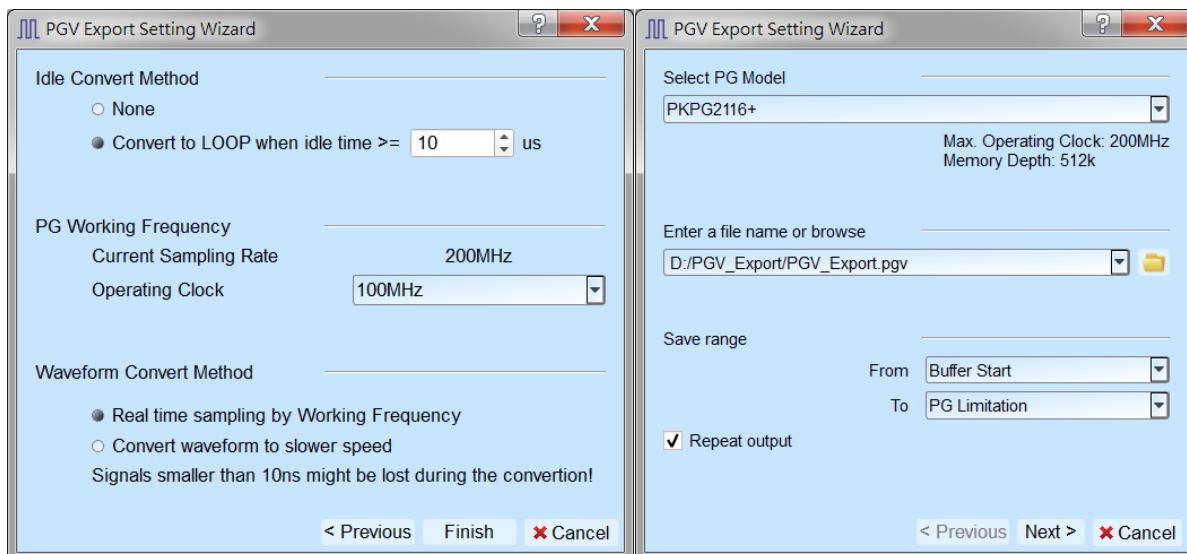 PGV Export Setting Wizard
Idle Convert Method
None
Convert to LOOP when idle time >= 10 us
PG Working Frequency
Current Sampling Rate 200MHz
Operating Clock 100MHz
Waveform Convert Method
Real time sampling by Working Frequency
Convert waveform to slower speed
Signals smaller than 10ns might be lost during the convertion!
< Previous Finish Cancel
PGV Export Setting Wizard
Select PG Model
PKPG2116+
Max. Operating Clock: 200MHz
Memory Depth: 512k
Enter a file name or browse
D:/PGV_Export/PGV_Export.pgv
Save range
From Buffer Start
To PG Limitation
Repeat output
< Previous Next > Cancel